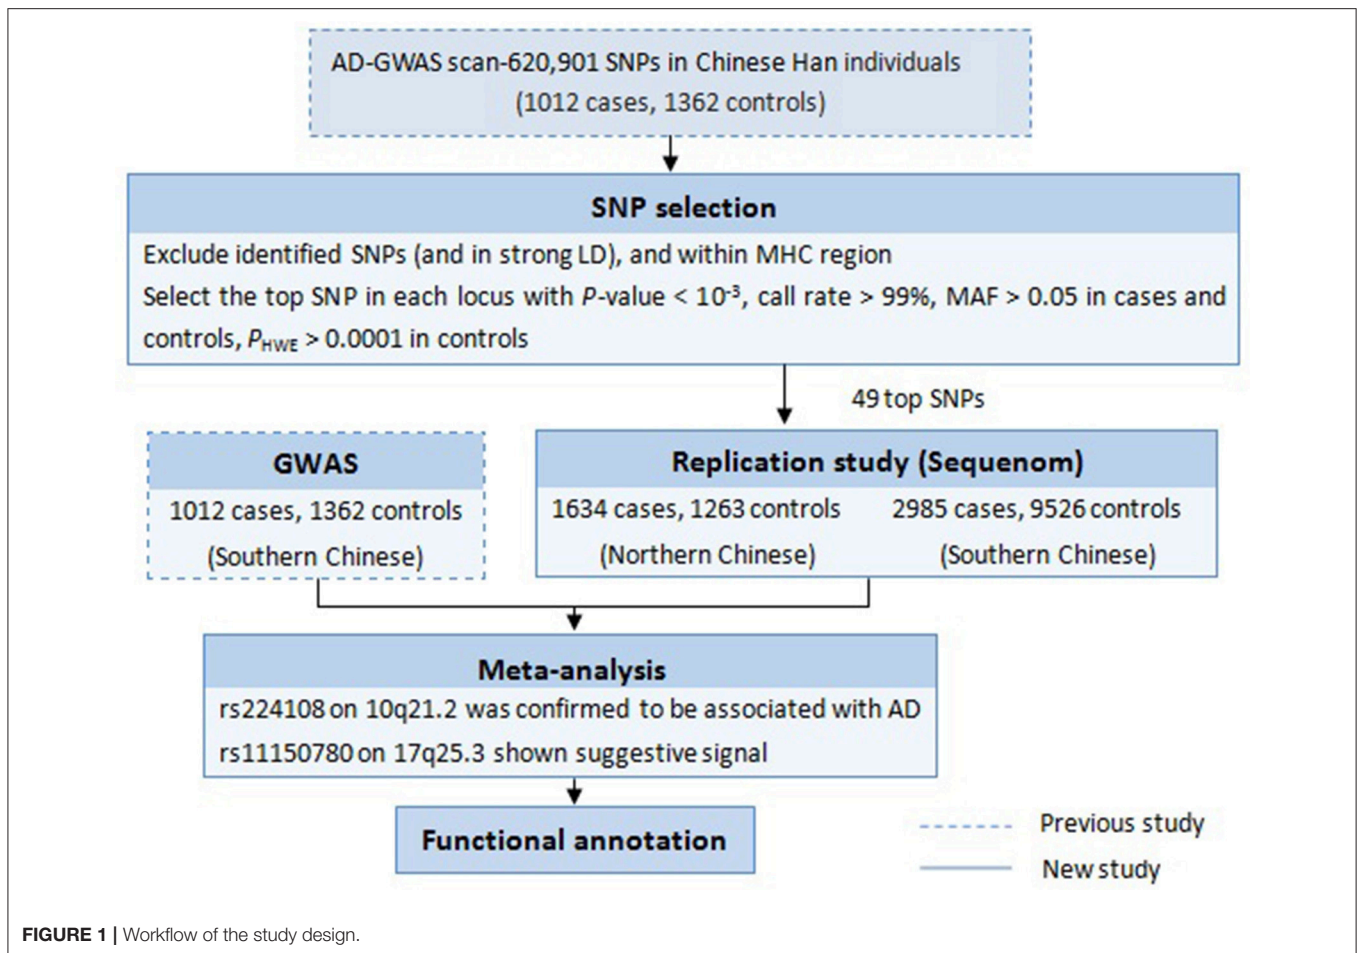 AD-GWAS scan-620,901 SNPs in Chinese Han individuals
(1012 cases, 1362 controls)
SNP selection
Exclude identified SNPs (and in strong LD), and within MHC region
Select the top SNP in each locus with P-value < 10⁻³, call rate > 99%, MAF > 0.05 in cases and
controls, P_HWE > 0.0001 in controls
49 top SNPs
GWAS
1012 cases, 1362 controls
(Southern Chinese)
Replication study (Sequenom)
1634 cases, 1263 controls 2985 cases, 9526 controls
(Northern Chinese) (Southern Chinese)
Meta-analysis
rs224108 on 10q21.2 was confirmed to be associated with AD
rs11150780 on 17q25.3 shown suggestive signal
Functional annotation
Previous study
New study
FIGURE 1 | Workflow of the study design.